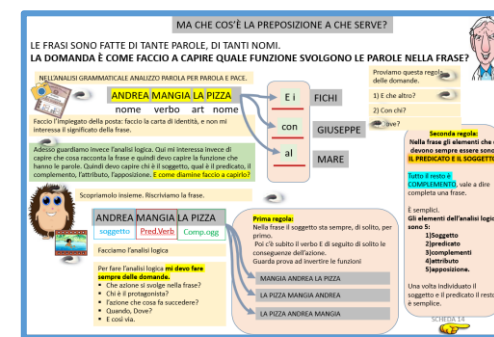 MA CHE COS'È LA PREPOSIZIONE A CHE SERVE?
LE FRASI SONO FATTE DI TANTE PAROLE, DI TANTI NOMI.
LA DOMANDA È COME FACCIO A CAPIRE QUALE FUNZIONE SVOLGONO LE PAROLE NELLA FRASE?
NELL'ANALISI GRAMMATICALE ANALIZZO PAROLA PER PAROLA E PACE.
ANDREA MANGIA LA PIZZA
nome verbo art nome
Faccio l'impiegato della posta: faccio la carta di identità, e non mi
interessa il significato della frase.
E i
con
al
FICHI
GIUSEPPE
MARE
Proviamo questa regola
delle domande.
1) E che altro?
2) Con chi?
ove?
Adesso guardiamo invece l'analisi logica. Qui mi interessa invece di
capire che cosa racconta la frase e quindi devo capire la funzione che
hanno le parole. Quindi devo capire chi è il soggetto, qual è il predicato, il
complemento, l'attributo, l'apposizione. E come diamine faccio a capirlo?
Seconda regola:
Nella frase gli elementi che
devono sempre essere sono
IL PREDICATO E IL SOGGETTO
Tutto il resto è
COMPLEMENTO, vale a dire
completa una frase.
È semplici.
Gli elementi dell'analisi logica
sono 5:
1)Soggetto
2)predicato
3)complementi
4)attributo
5)apposizione.
Una volta individuato il
soggetto e il predicato il resto
è semplice.
Scopriamolo insieme. Riscriviamo la frase.
ANDREA MANGIA LA PIZZA
soggetto Pred.Verb Comp.ogg
Facciamo l'analisi logica
Per fare l'analisi logica mi devo fare
sempre delle domande.
▪ Che azione si svolge nella frase?
▪ Chi è il protagonista?
▪ l'azione che cosa fa succedere?
▪ Quando, Dove?
▪ E così via.
Prima regola:
Nella frase il soggetto sta sempre, di solito, per
primo.
Poi c'è subito il verbo E di seguito di solito le
conseguenze dell'azione.
Guarda prova ad invertire le funzioni
MANGIA ANDREA LA PIZZA
LA PIZZA MANGIA ANDREA
LA PIZZA ANDREA MANGIA
SCHEDA 14